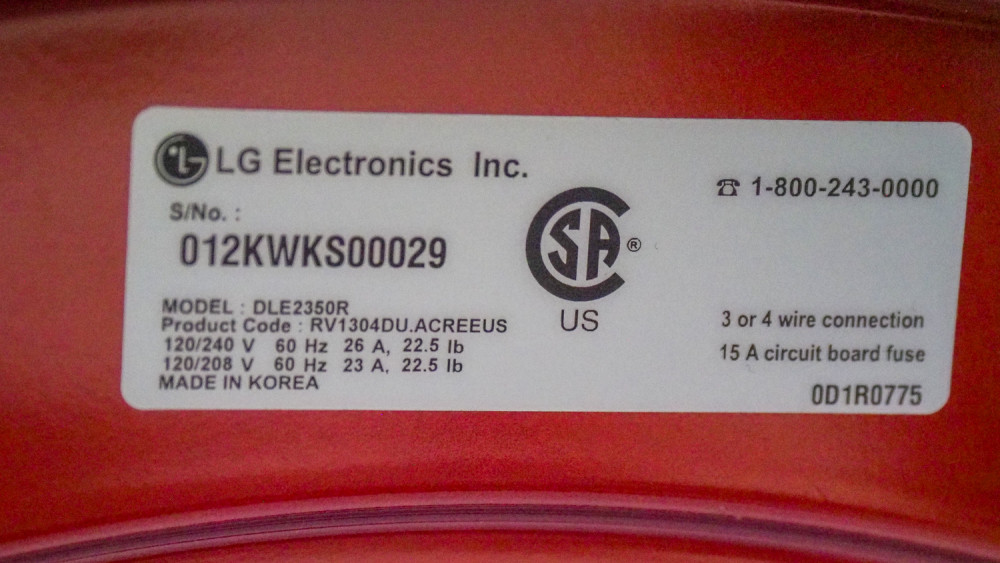 LG Electronics Inc.
1-800-243-0000
S/No. :
012KWKS00029
SA ®
US
MODEL : DLE2350R
Product Code : RV1304DU.ACREEUS
120/240 V 60 Hz 26 A, 22.5 lb
120/208 V 60 Hz 23 A, 22.5 lb
MADE IN KOREA
3 or 4 wire connection
15 A circuit board fuse
0D1R0775